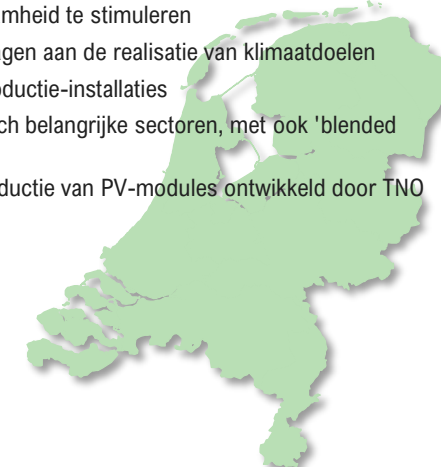 mheid te stimuleren
gen aan de realisatie van klimaatdoelen
ductie-installaties
ch belangrijke sectoren, met ook 'blended
ductie van PV-modules ontwikkeld door TNO